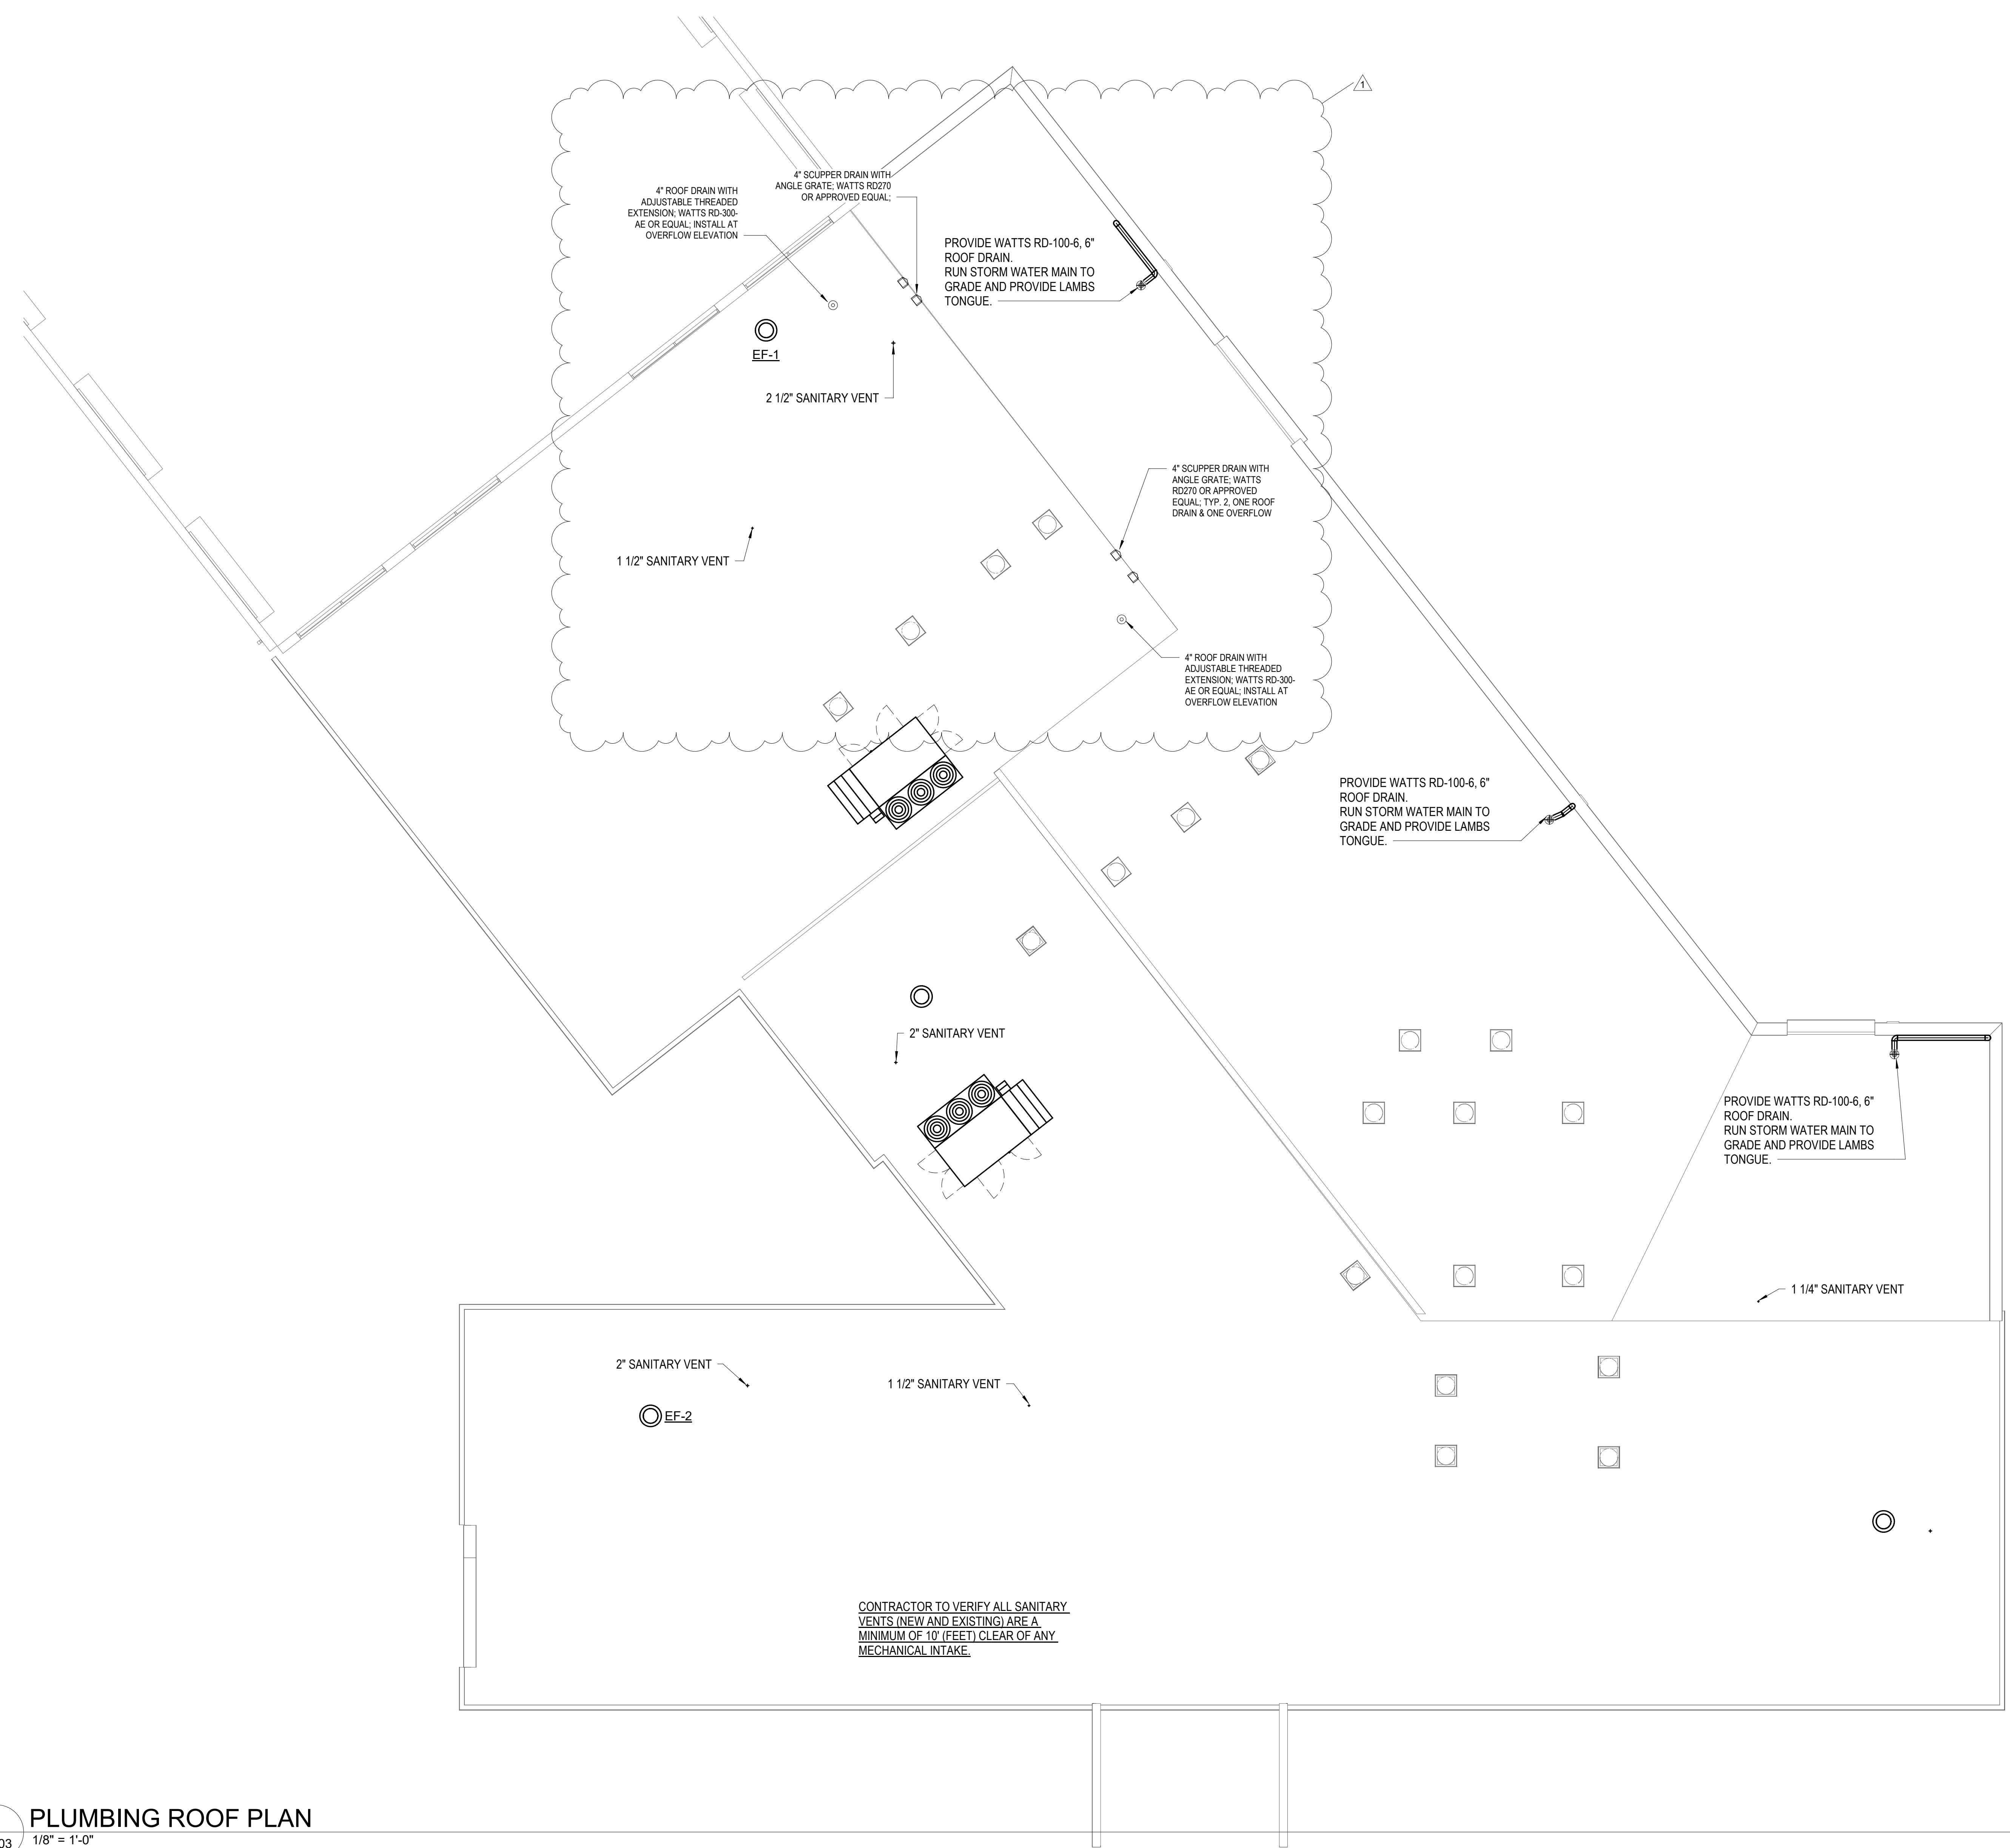 1
4" SCUPPER DRAIN WITH
ANGLE GRATE; WATTS RD270
OR APPROVED EQUAL;
4" ROOF DRAIN WITH
ADJUSTABLE THREADED
EXTENSION; WATTS RD-300-
AE OR EQUAL; INSTALL AT
OVERFLOW ELEVATION
PROVIDE WATTS RD-100-6, 6"
ROOF DRAIN.
RUN STORM WATER MAIN TO
GRADE AND PROVIDE LAMBS
TONGUE.
EF-1
2 1/2" SANITARY VENT
4" SCUPPER DRAIN WITH
ANGLE GRATE; WATTS
RD270 OR APPROVED
EQUAL; TYP. 2, ONE ROOF
DRAIN & ONE OVERFLOW
1 1/2" SANITARY VENT
4" ROOF DRAIN WITH
ADJUSTABLE THREADED
EXTENSION; WATTS RD-300-
AE OR EQUAL; INSTALL AT
OVERFLOW ELEVATION
PROVIDE WATTS RD-100-6, 6"
ROOF DRAIN.
RUN STORM WATER MAIN TO
GRADE AND PROVIDE LAMBS
TONGUE.
2" SANITARY VENT
PROVIDE WATTS RD-100-6, 6"
ROOF DRAIN.
RUN STORM WATER MAIN TO
GRADE AND PROVIDE LAMBS
TONGUE.
1 1/4" SANITARY VENT
2" SANITARY VENT
1 1/2" SANITARY VENT
EF-2
CONTRACTOR TO VERIFY ALL SANITARY
VENTS (NEW AND EXISTING) ARE A
MINIMUM OF 10' (FEET) CLEAR OF ANY
MECHANICAL INTAKE.
PLUMBING ROOF PLAN
03
1/8" = 1'-0"